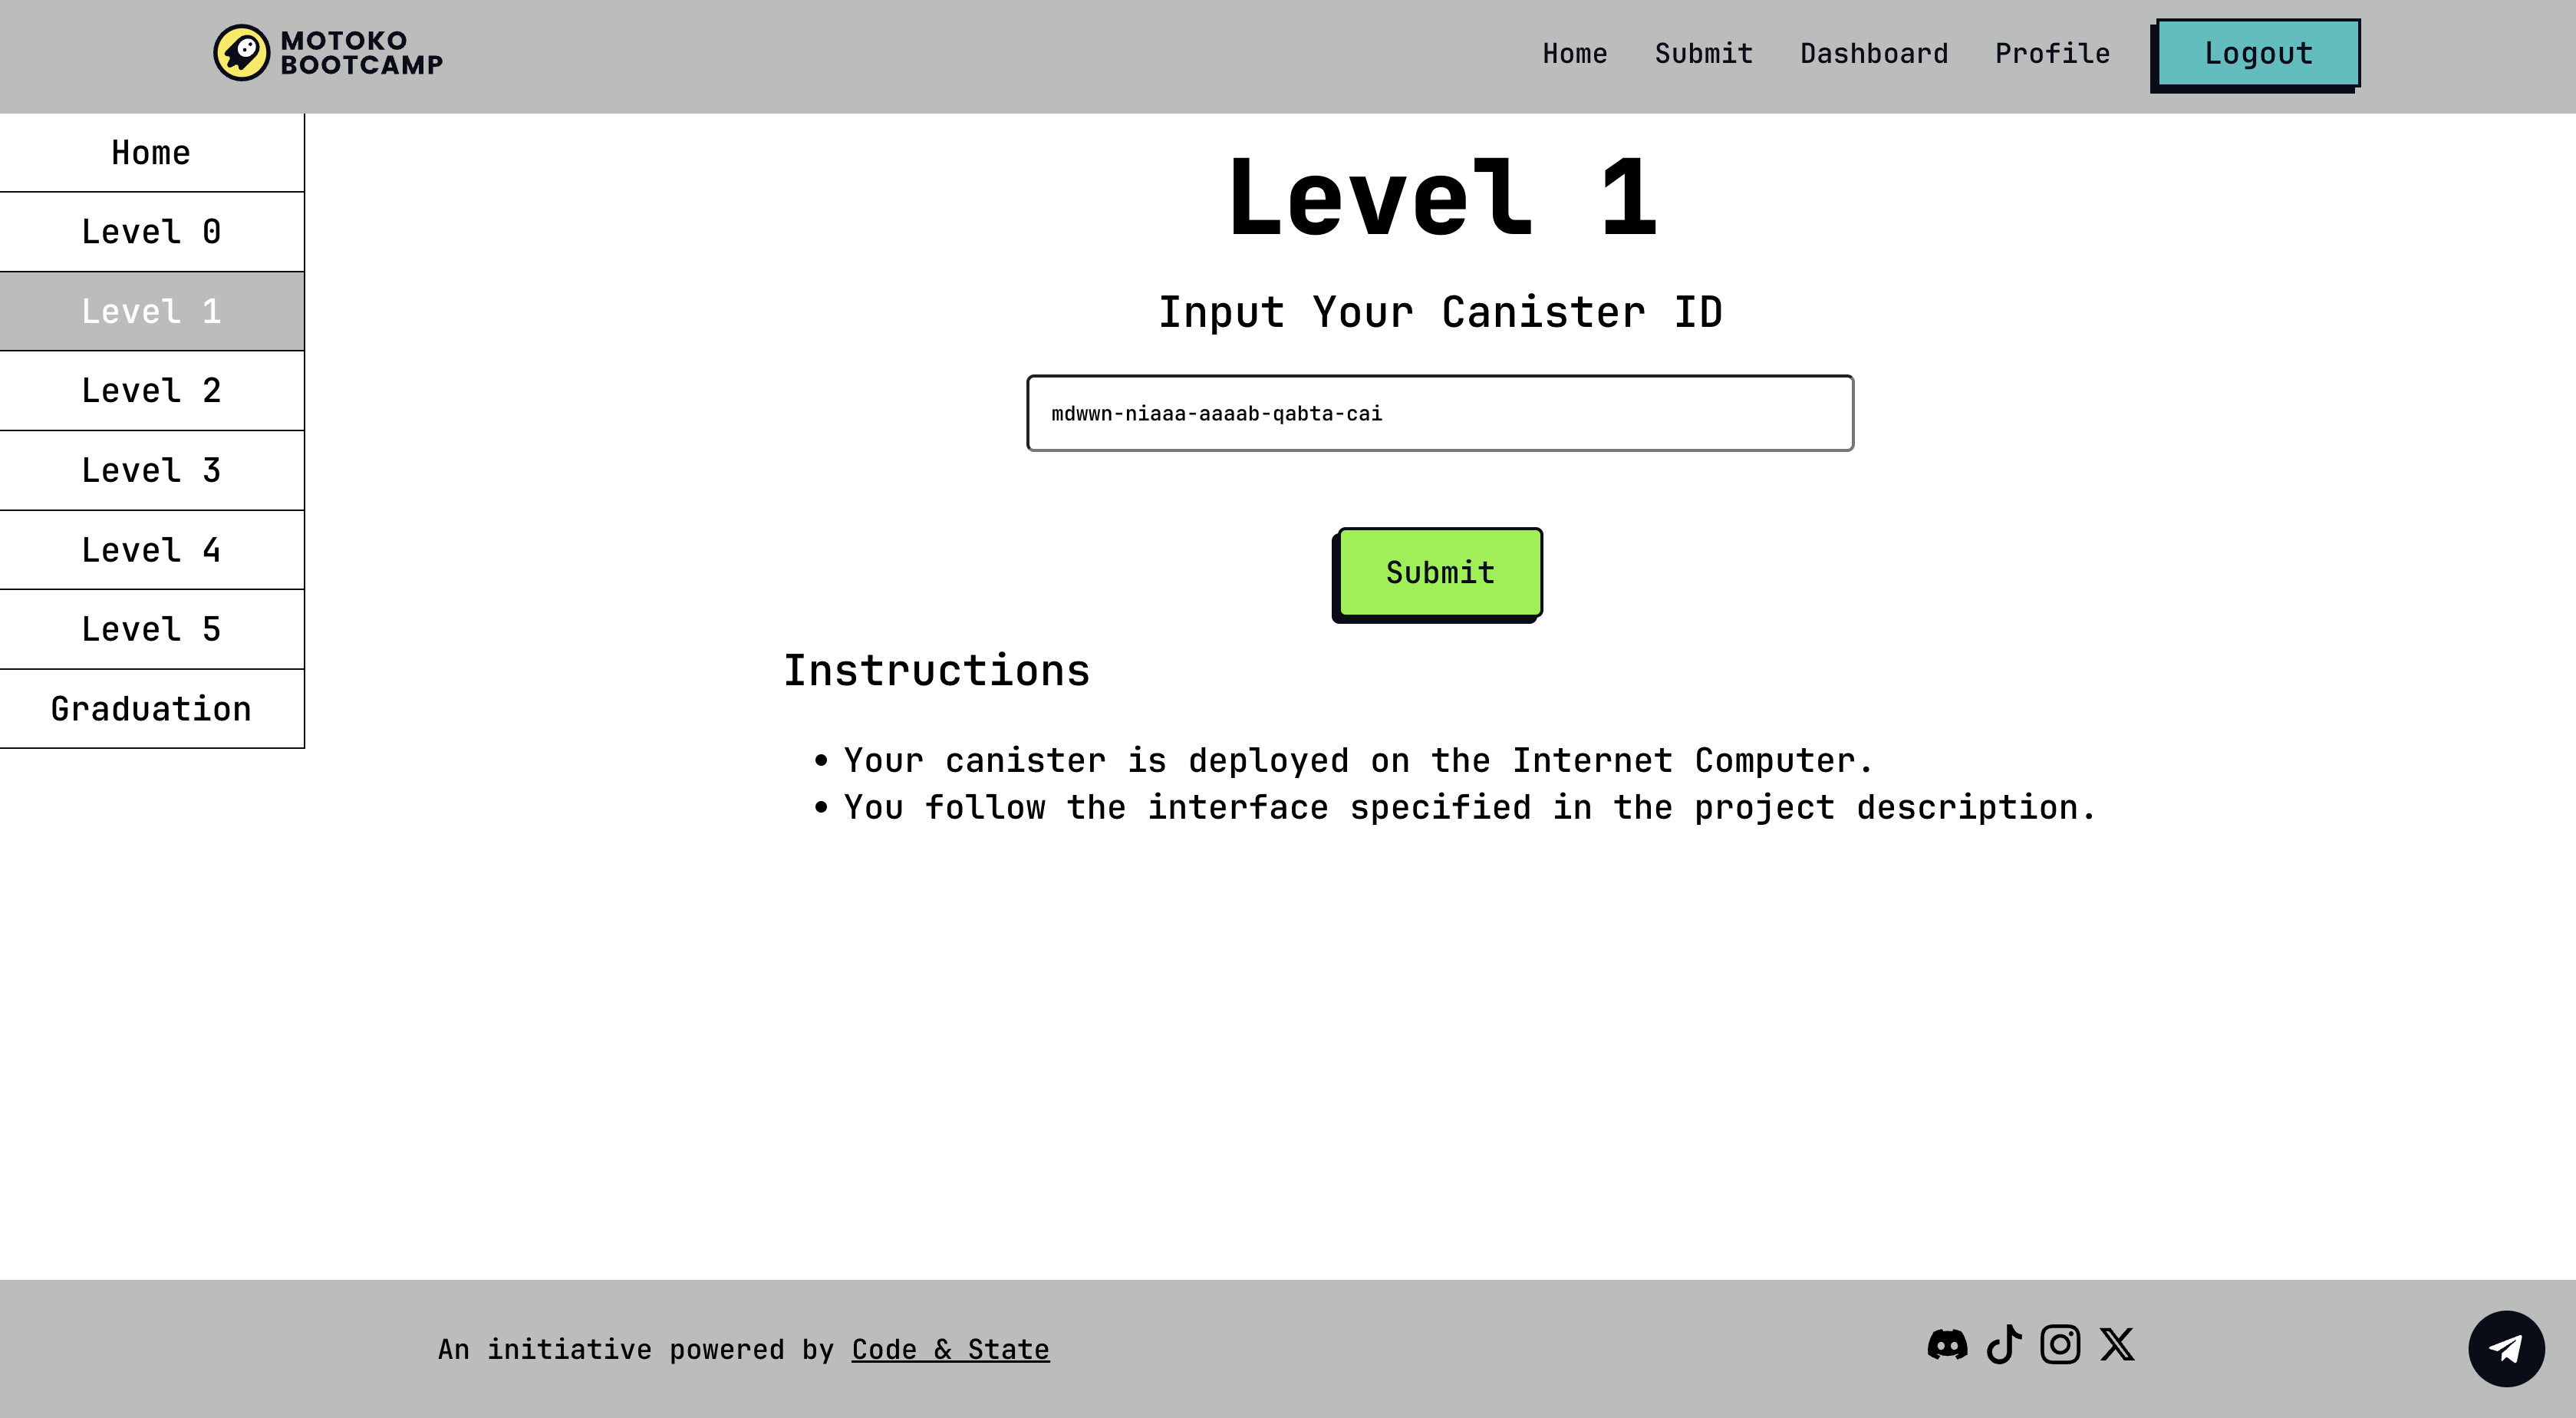 MOTOKO
BOOTCAMP
Home Submit Dashboard Profile Logout
Home
Level 0
Level 1
Level 2
Level 3
Level 4
Level 5
Graduation
Level 1
Input Your Canister ID
mdwwn-niaaa-aaaab-qabta-cai
Submit
Instructions
• Your canister is deployed on the Internet Computer.
• You follow the interface specified in the project description.
An initiative powered by Code & State